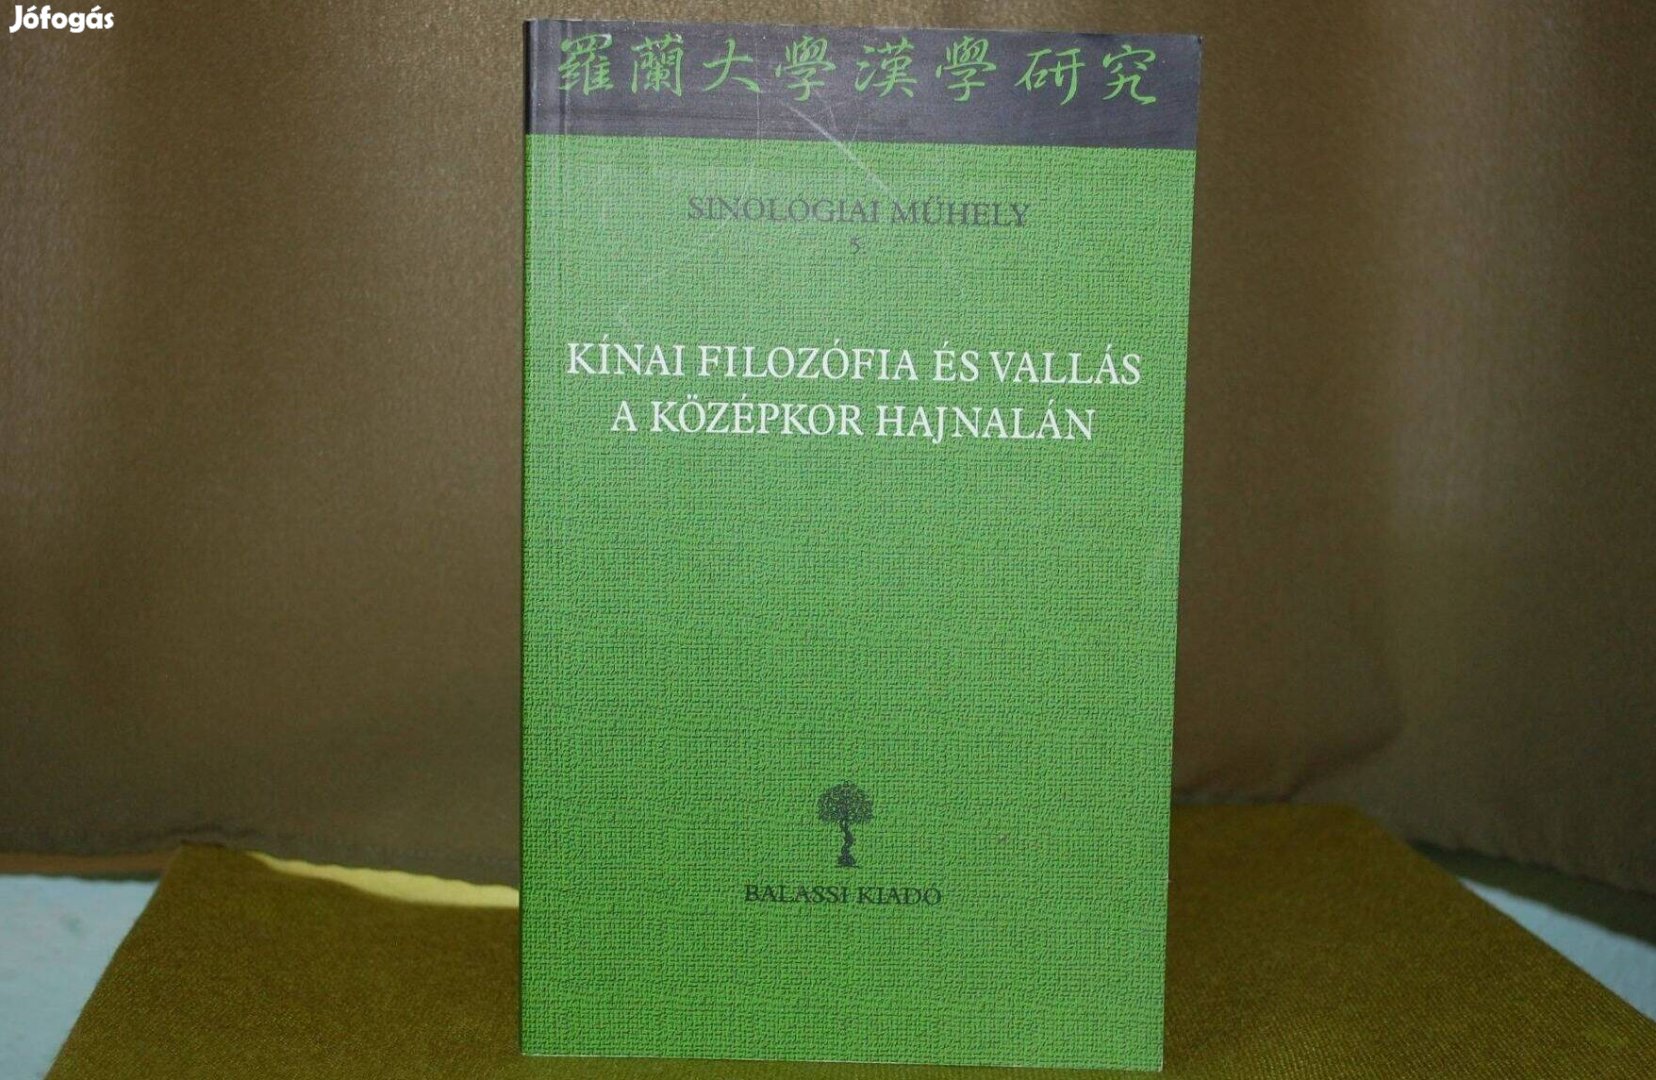 Jófogás
羅蘭大學漢學研究
SINOLÓGIAI MŰHELY
5.
KÍNAI FILOZÓFIA ÉS VALLÁS
A KÖZÉPKOR HAJNALÁN
BALASSI KIADÓ